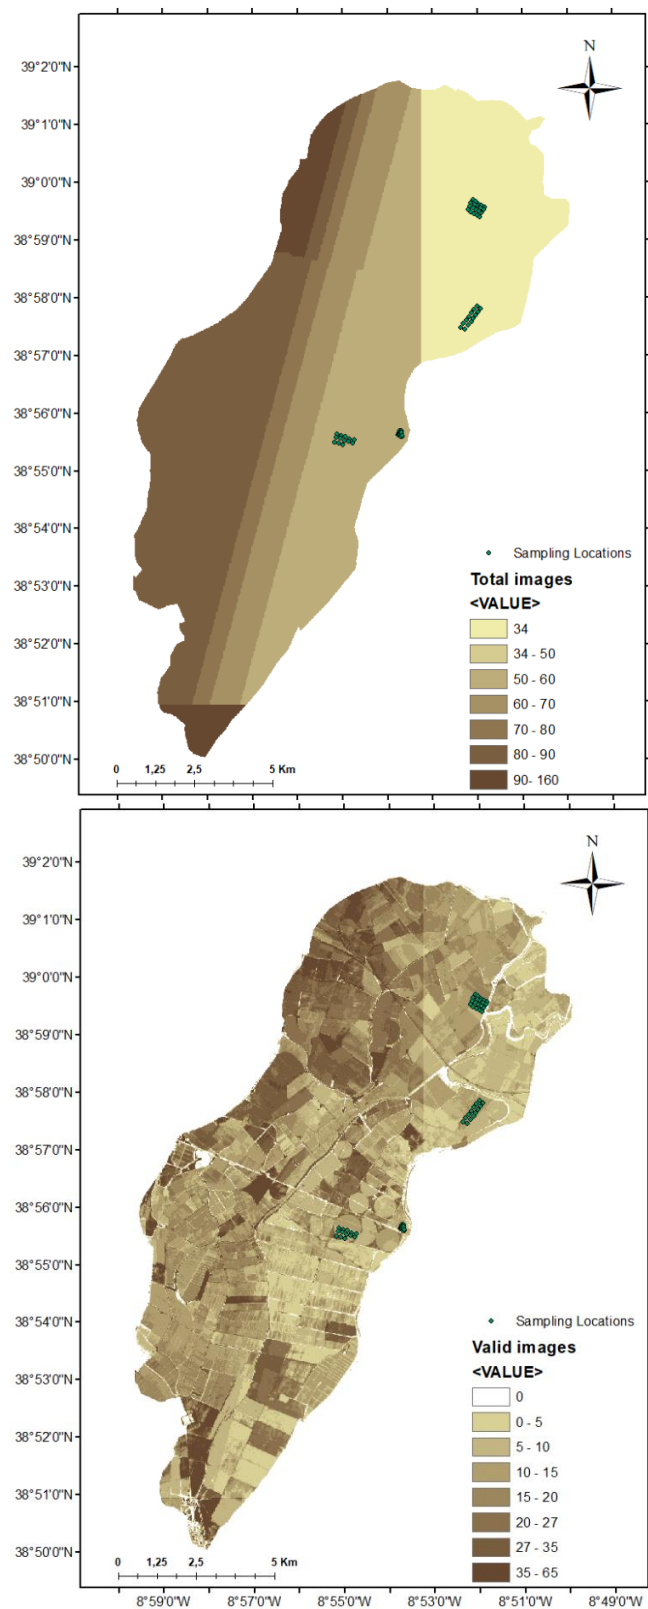 N
39°2'0"N
39°1'0"N
39°0'0"N
38°59'0"N
38°58'0"N
38°57'0"N
38°56'0"N
38°55'0"N
38°54'0"N
38°53'0"N
38°52'0"N
38°51'0"N
38°50'0"N
Sampling Locations
Total images
<VALUE>
34
34 - 50
50 - 60
60 - 70
70 - 80
80 - 90
90- 160
0 1,25 2,5 5 Km
N
39°2'0"N
39°1'0"N
39°0'0"N
38°59'0"N
38°58'0"N
38°57'0"N
38°56'0"N
38°55'0"N
38°54'0"N
38°53'0"N
38°52'0"N
38°51'0"N
38°50'0"N
Sampling Locations
Valid images
<VALUE>
0
0 - 5
5 - 10
10 - 15
15 - 20
20 - 27
27 - 35
35 - 65
0 1,25 2,5 5 Km
8°59'0"W 8°57'0"W 8°55'0"W 8°53'0"W 8°51'0"W 8°49'0"W